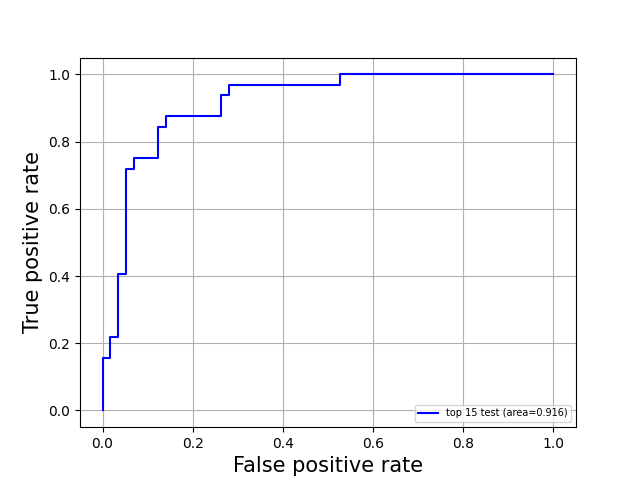 True positive rate
1.0
0.8
0.6
0.4
0.2
0.0
top 15 test (area=0.916)
0.0 0.2 0.4 0.6 0.8 1.0
False positive rate